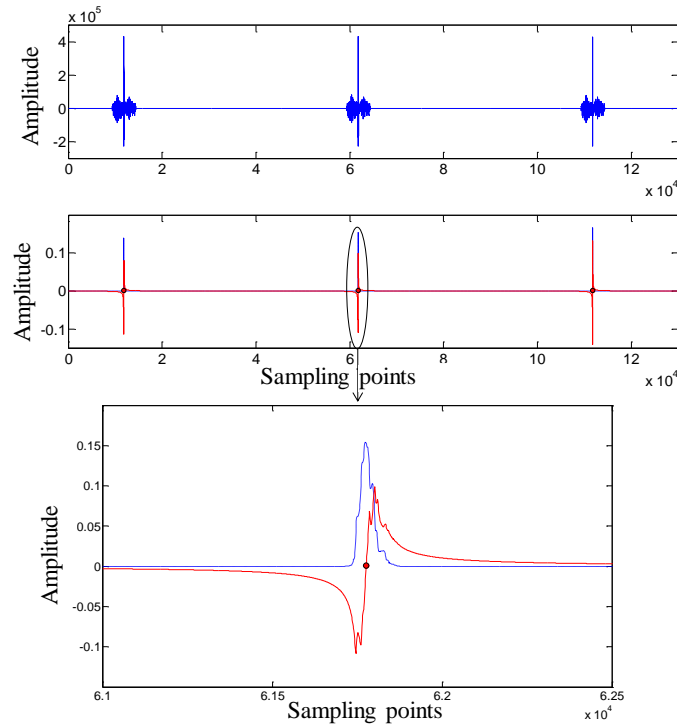 x 10^5
4
2
0
-2
Amplitude
0 2 4 6 8 10 12
x 10^4
0.1
0
-0.1
Amplitude
0 2 4 6 8 10 12
Sampling points
x 10^4
0.15
0.1
0.05
0
-0.05
-0.1
Amplitude
6.1 6.15 6.2 6.25
Sampling points
x 10^4